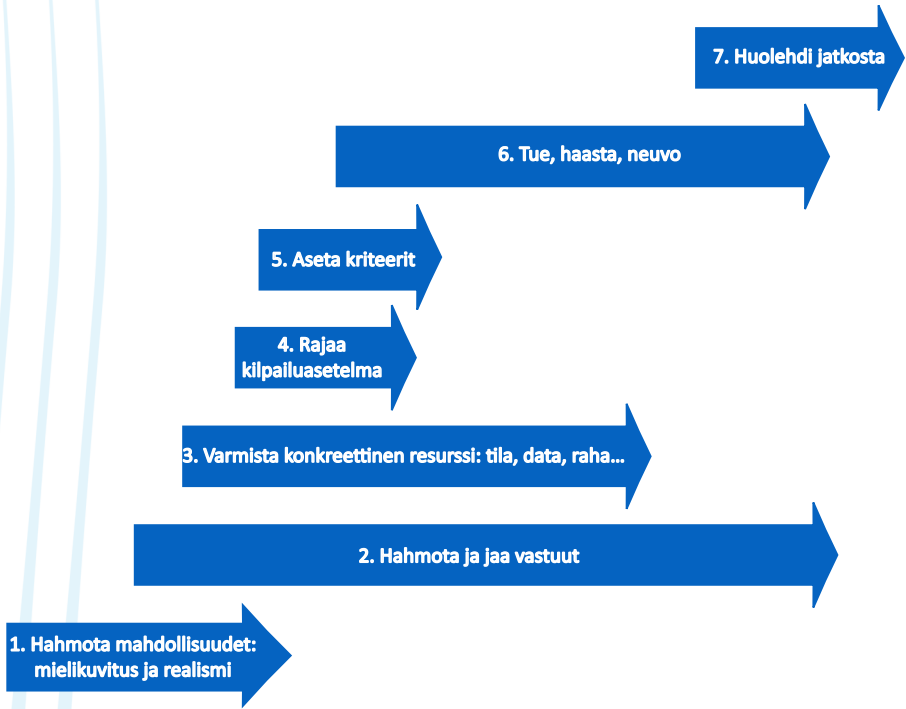 7. Huolehdi jatkosta
6. Tue, haasta, neuvo
5. Aseta kriteerit
4. Rajaa
kilpailuasetelma
3. Varmista konkreettinen resurssi: tila, data, raha…
2. Hahmota ja jaa vastuut
1. Hahmota mahdollisuudet:
mielikuvitus ja realismi